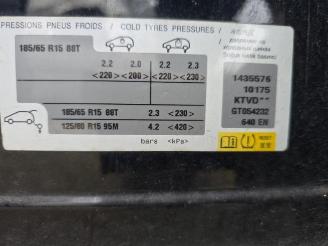 PRESSIONS PNEUS FROIDS / COLD TYRES PRESSURES /
185/65 R15 88T
2.2 2.0 2.2 2.3
<220> <200> <220> <230>
185/65 R15 88T 2.3 <230>
125/80 R15 95M 4.2 <420>
bars <kPa>
1435576
10175
KTVD**
GT054232
640 EN